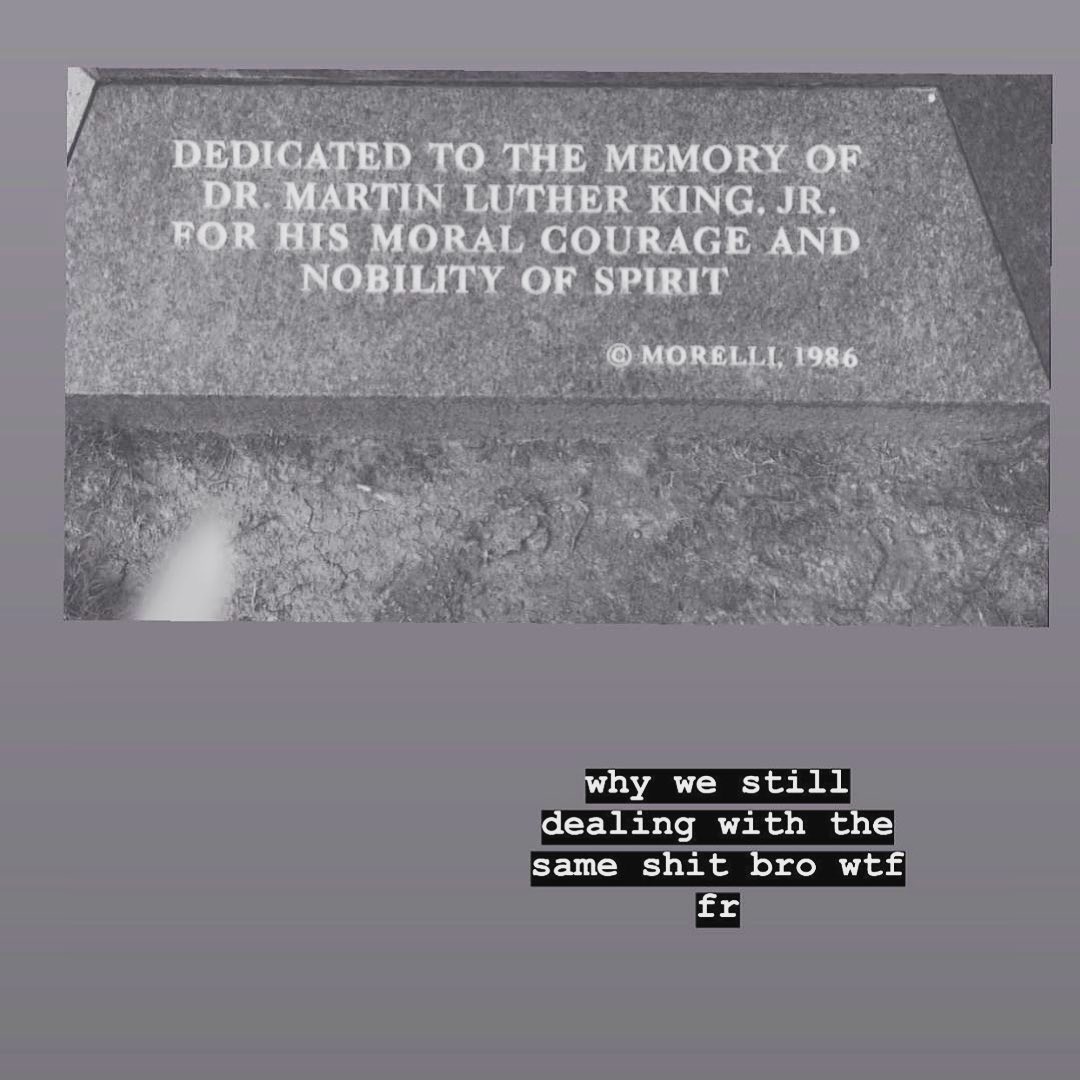 DEDICATED TO THE MEMORY OF
DR. MARTIN LUTHER KING, JR.
FOR HIS MORAL COURAGE AND
NOBILITY OF SPIRIT
© MORELLI, 1986
why we still
dealing with the
same shit bro wtf
fr